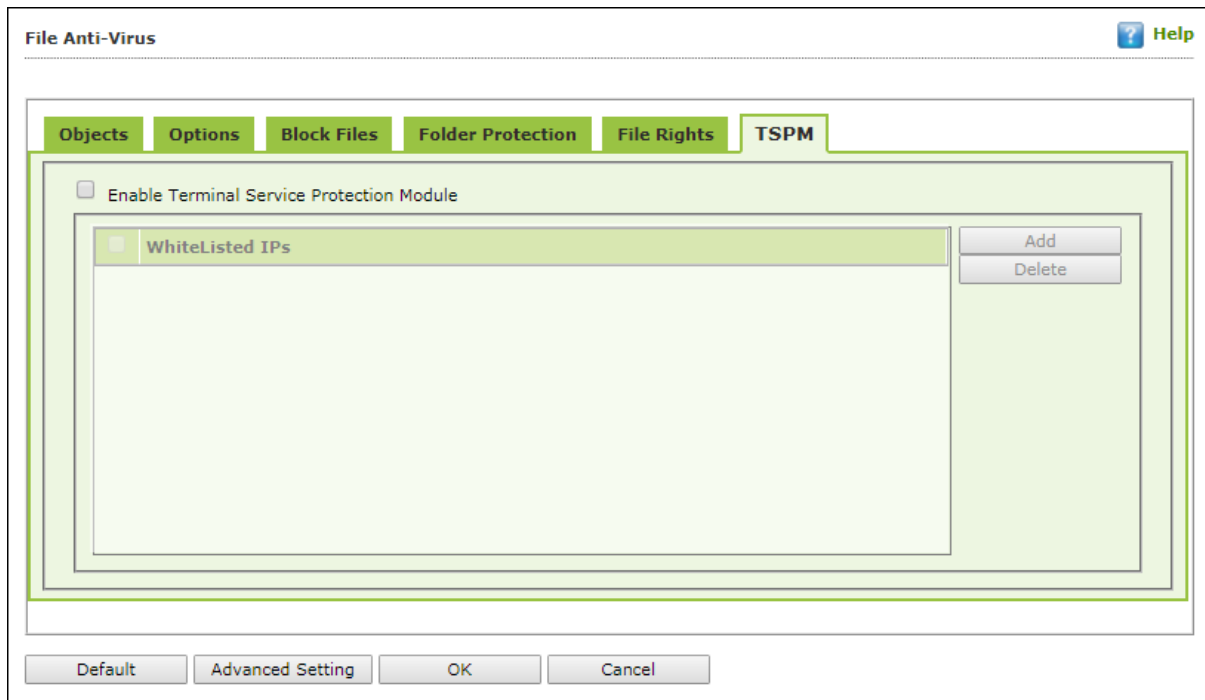 File Anti-Virus
? Help
Objects Options Block Files Folder Protection File Rights TSPM
Enable Terminal Service Protection Module
WhiteListed IPs
Add
Delete
Default Advanced Setting OK Cancel